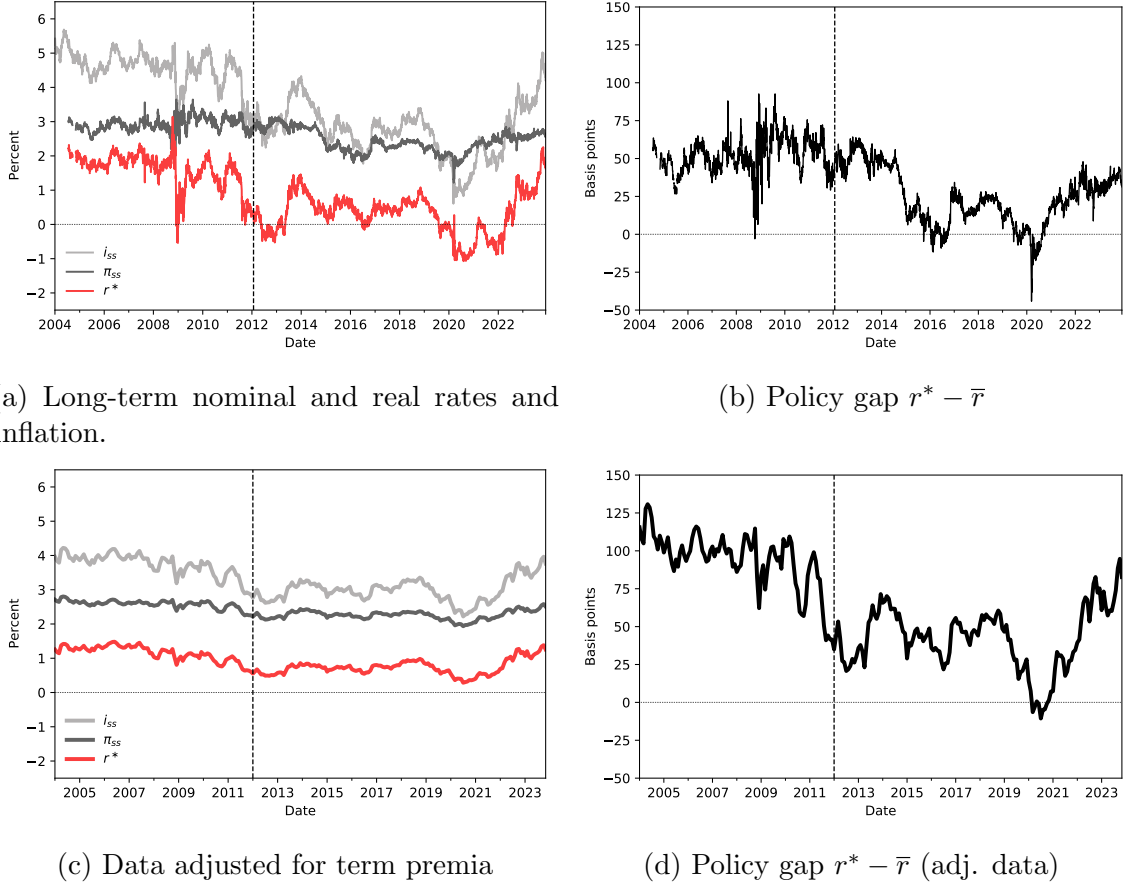 6
5
4
3
2
1
0
−1
−2
Percent
i_ss
π_ss
r*
2004 2006 2008 2010 2012 2014 2016 2018 2020 2022
Date
150
125
100
75
50
25
0
−25
−50
Basis points
2004 2006 2008 2010 2012 2014 2016 2018 2020 2022
Date
a) Long-term nominal and real rates and
nflation.
(b) Policy gap r* − r̅
6
5
4
3
2
1
0
−1
−2
Percent
i_ss
π_ss
r*
2005 2007 2009 2011 2013 2015 2017 2019 2021 2023
Date
150
125
100
75
50
25
0
−25
−50
Basis points
2005 2007 2009 2011 2013 2015 2017 2019 2021 2023
Date
(c) Data adjusted for term premia
(d) Policy gap r* − r̅ (adj. data)